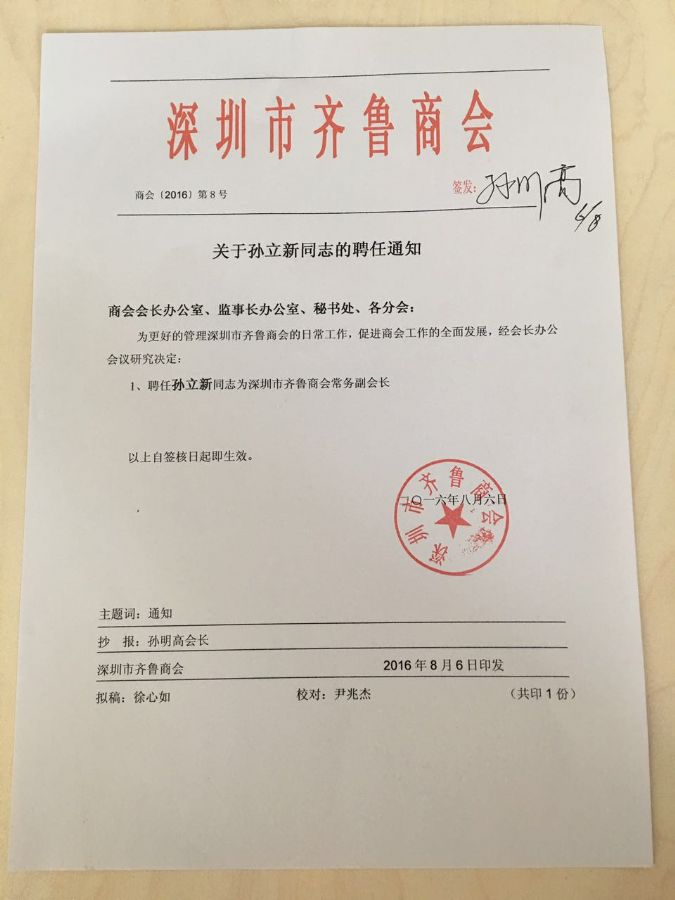 深圳市齐鲁商会
商会〔2016〕第8号
签发：孙明高
6/8
关于孙立新同志的聘任通知
商会会长办公室、监事长办公室、秘书处、各分会：
为更好的管理深圳市齐鲁商会的日常工作，促进商会工作的全面发展，经会长办公
会议研究决定：
1、聘任孙立新同志为深圳市齐鲁商会常务副会长
以上自签核日起即生效。
二〇一六年八月六日
深圳市齐鲁商会
主题词：通知
抄 报：孙明高会长
深圳市齐鲁商会 2016年8月6日印发
拟稿：徐心如 校对：尹兆杰 （共印1份）